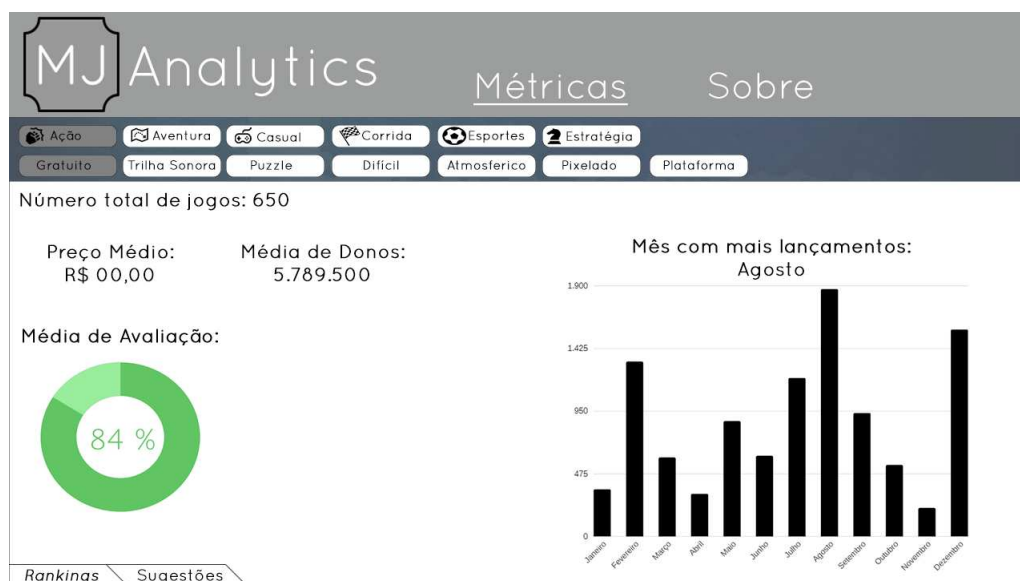 MJ Analytics
Métricas Sobre
Ação Aventura Casual Corrida Esportes Estratégia
Gratuito Trilha Sonora Puzzle Difícil Atmosferico Pixelado Plataforma
Número total de jogos: 650
Preço Médio:
R$ 00,00
Média de Donos:
5.789.500
Média de Avaliação:
84 %
Mês com mais lançamentos:
Agosto
1.900
1.425
950
475
0
Janeiro Fevereiro Março Abril Maio Junho Julho Agosto Setembro Outubro Novembro Dezembro
Rankings Sugestões